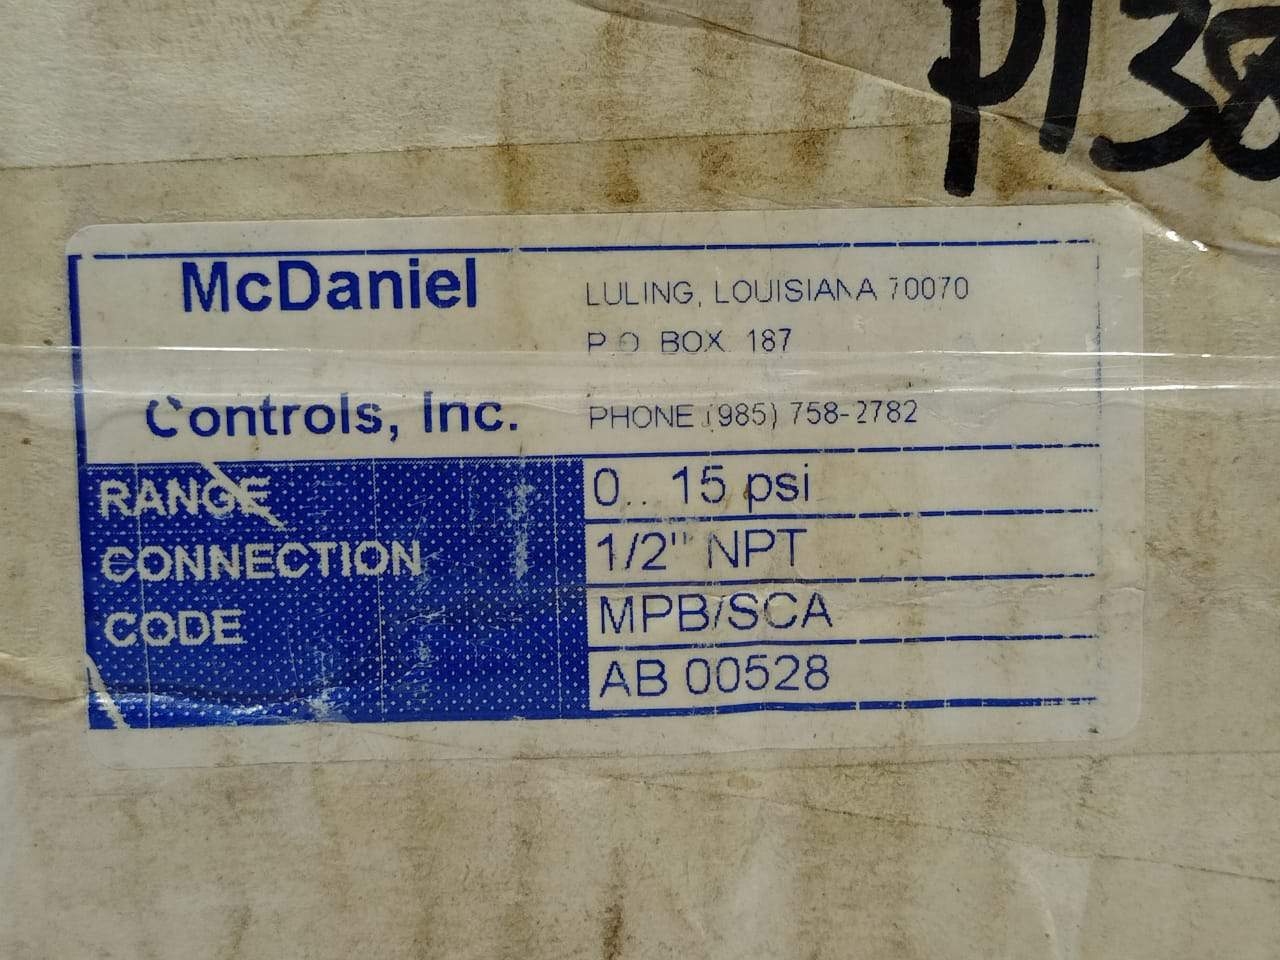 McDaniel
Controls, Inc.
LULING, LOUISIANA 70070
P.O. BOX 187
PHONE (985) 758-2782
RANGE 0.. 15 psi
CONNECTION 1/2" NPT
CODE MPB/SCA
AB 00528